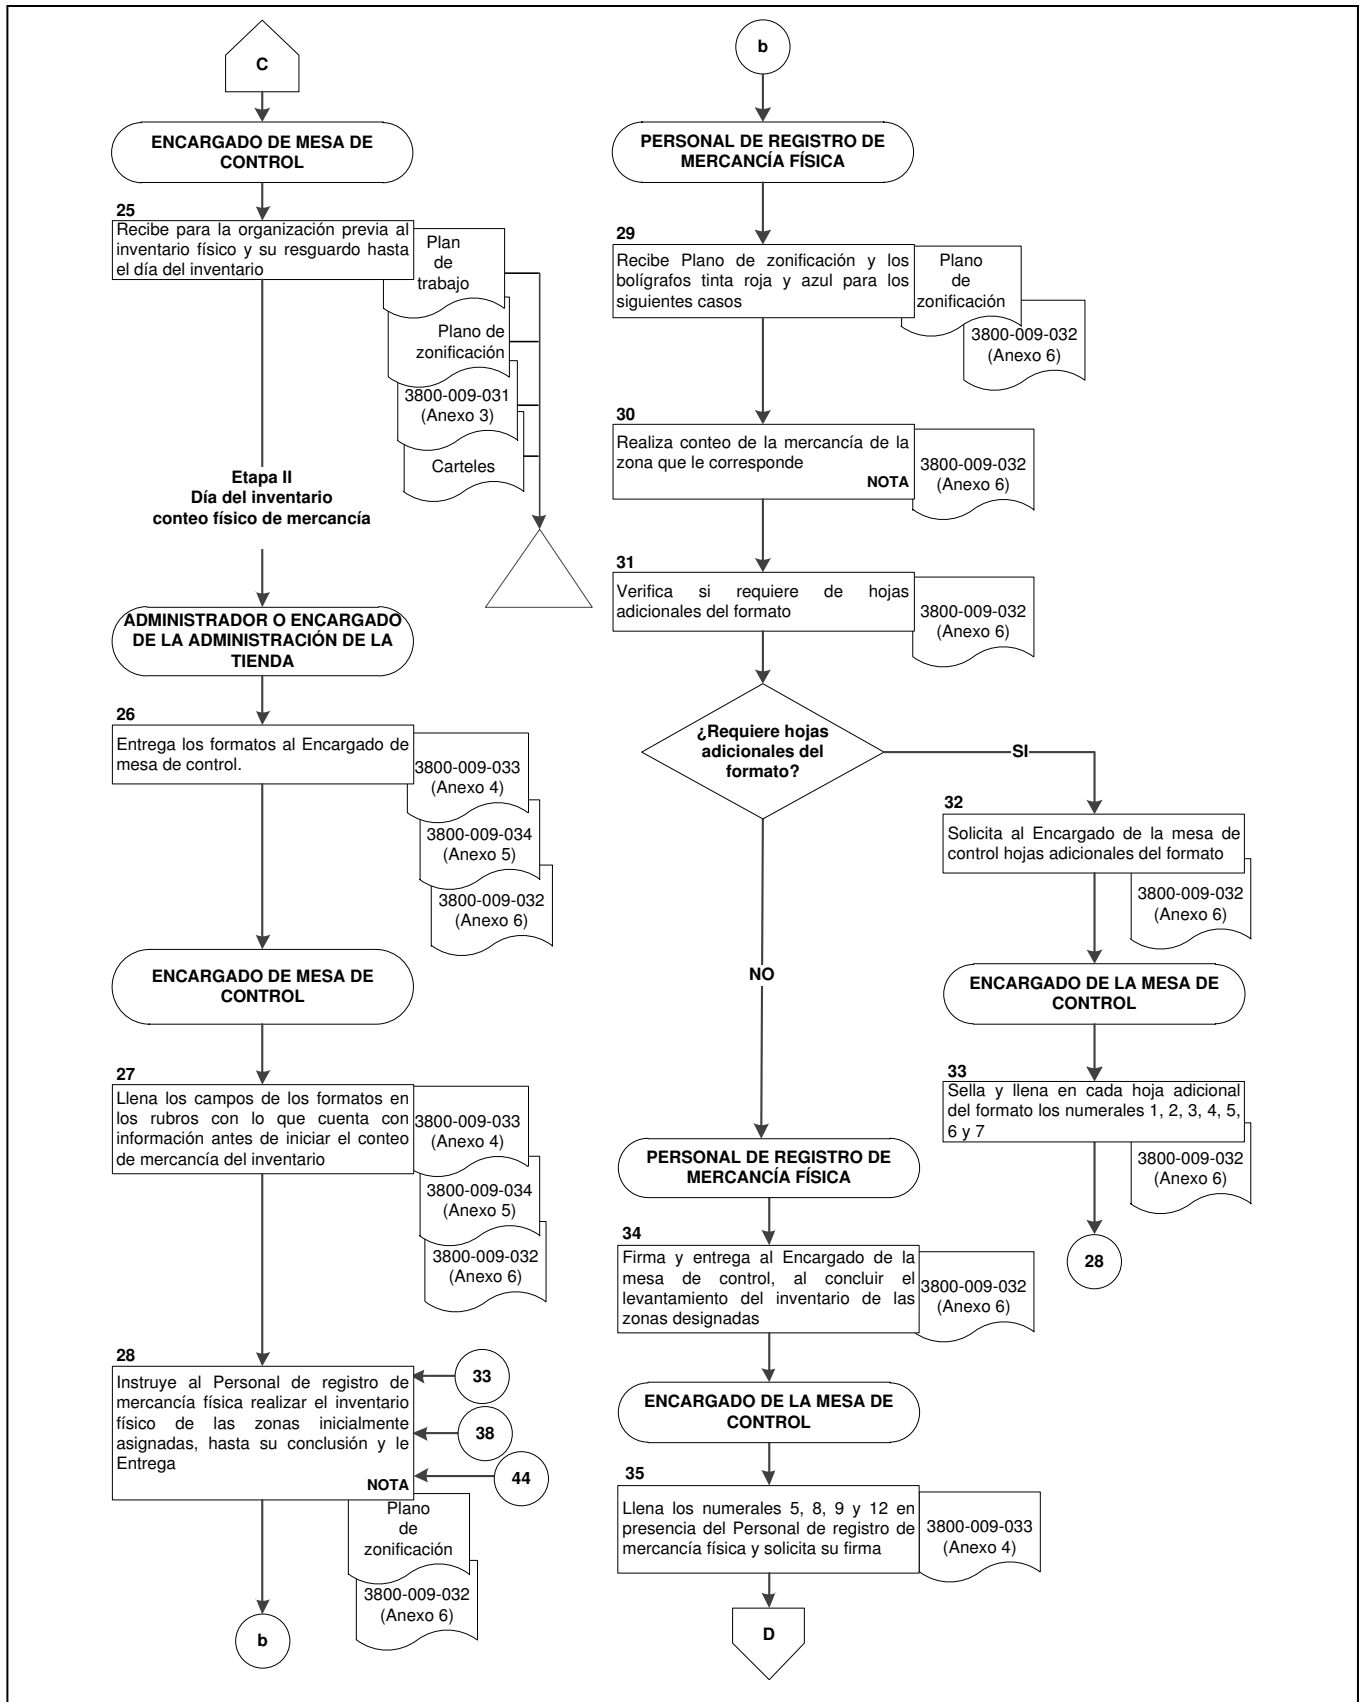 C
ENCARGADO DE MESA DE
CONTROL
25
Recibe para la organización previa al
inventario físico y su resguardo hasta
el día del inventario
Plan
de
trabajo
Plano de
zonificación
3800-009-031
(Anexo 3)
Carteles
Etapa II
Día del inventario
conteo físico de mercancía
ADMINISTRADOR O ENCARGADO
DE LA ADMINISTRACIÓN DE LA
TIENDA
26
Entrega los formatos al Encargado de
mesa de control.
3800-009-033
(Anexo 4)
3800-009-034
(Anexo 5)
3800-009-032
(Anexo 6)
ENCARGADO DE MESA DE
CONTROL
27
Llena los campos de los formatos en
los rubros con lo que cuenta con
información antes de iniciar el conteo
de mercancía del inventario
3800-009-033
(Anexo 4)
3800-009-034
(Anexo 5)
3800-009-032
(Anexo 6)
28
Instruye al Personal de registro de
mercancía física realizar el inventario
físico de las zonas inicialmente
asignadas, hasta su conclusión y le
Entrega
NOTA
33
38
44
Plano
de
zonificación
3800-009-032
(Anexo 6)
b
b
PERSONAL DE REGISTRO DE
MERCANCÍA FÍSICA
29
Recibe Plano de zonificación y los
bolígrafos tinta roja y azul para los
siguientes casos
Plano
de
zonificación
3800-009-032
(Anexo 6)
30
Realiza conteo de la mercancía de la
zona que le corresponde
NOTA
3800-009-032
(Anexo 6)
31
Verifica si requiere de hojas
adicionales del formato
3800-009-032
(Anexo 6)
¿Requiere hojas
adicionales del
formato?
SI
32
Solicita al Encargado de la mesa de
control hojas adicionales del formato
3800-009-032
(Anexo 6)
ENCARGADO DE LA MESA DE
CONTROL
33
Sella y llena en cada hoja adicional
del formato los numerales 1, 2, 3, 4, 5,
6 y 7
3800-009-032
(Anexo 6)
28
NO
PERSONAL DE REGISTRO DE
MERCANCÍA FÍSICA
34
Firma y entrega al Encargado de la
mesa de control, al concluir el
levantamiento del inventario de las
zonas designadas
3800-009-032
(Anexo 6)
ENCARGADO DE LA MESA DE
CONTROL
35
Llena los numerales 5, 8, 9 y 12 en
presencia del Personal de registro de
mercancía física y solicita su firma
3800-009-033
(Anexo 4)
D